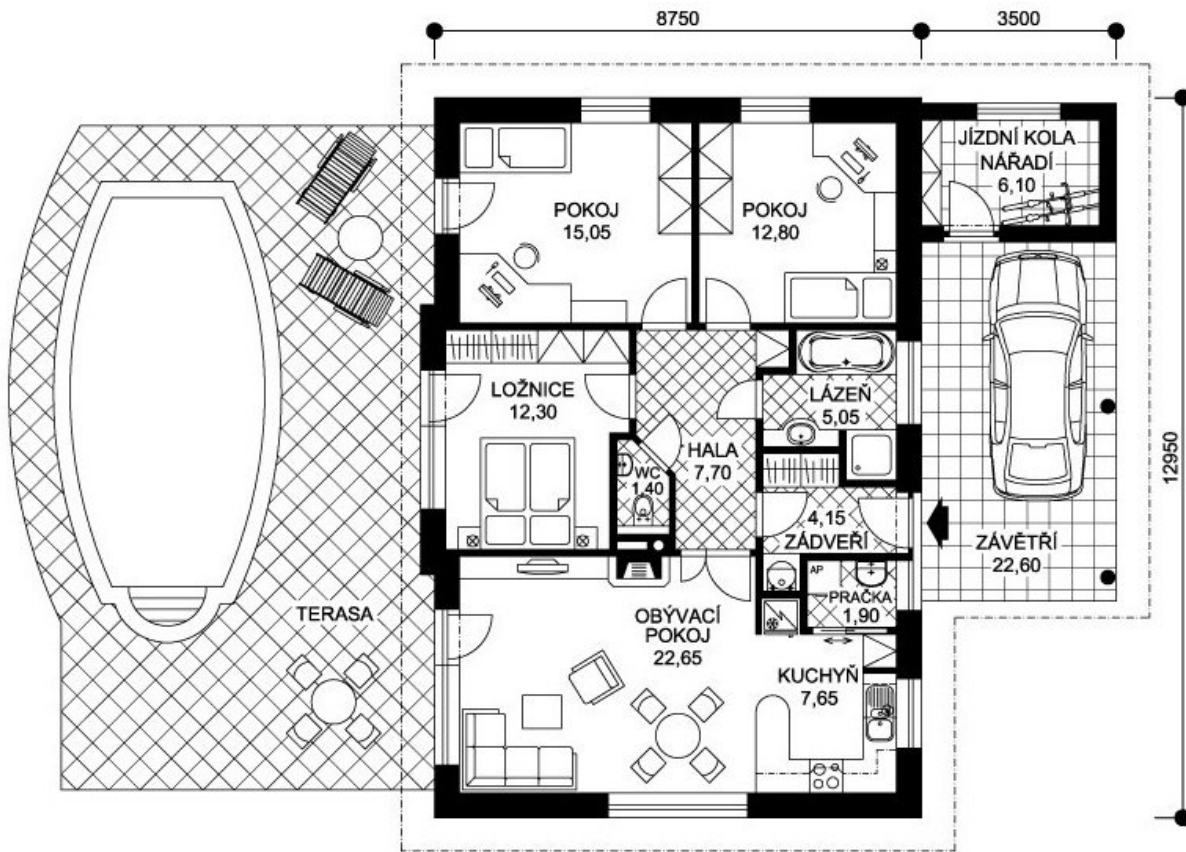 8750
3500
JÍZDNÍ KOLA
NÁŘADÍ
6,10
POKOJ
15,05
POKOJ
12,80
LOŽNICE
12,30
LÁZEŇ
5,05
HALA
7,70
WC
1,40
4,15
ZÁDVEŘÍ
ZÁVĚTŘÍ
22,60
12950
AP
PRAČKA
1,90
TERASA
OBÝVACÍ
POKOJ
22,65
KUCHYŇ
7,65